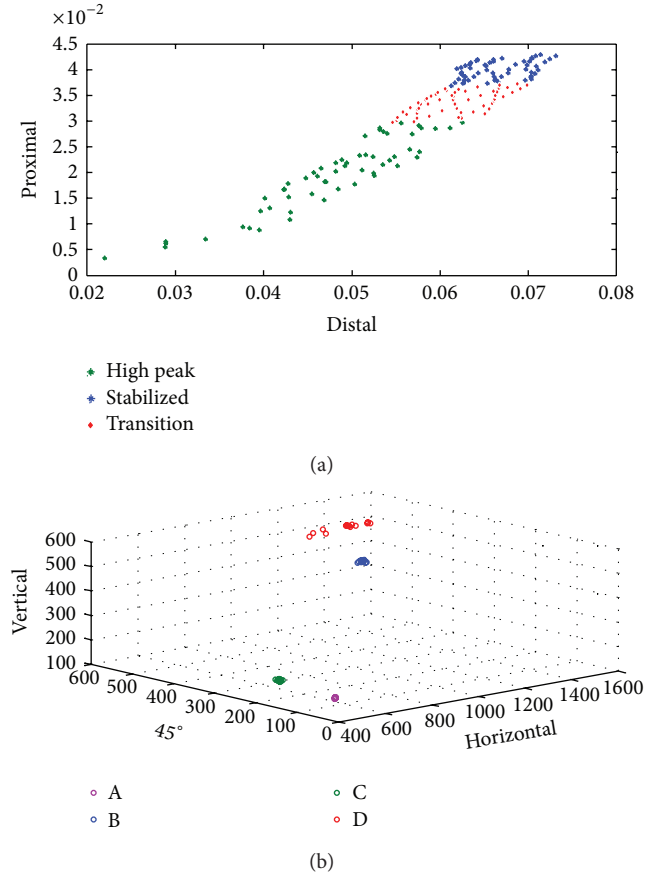 ×10⁻²
4.5
4
3.5
3
2.5
2
1.5
1
0.5
0
Proximal
0.02 0.03 0.04 0.05 0.06 0.07 0.08
Distal
High peak
Stabilized
Transition
(a)
600
500
400
300
200
100
Vertical
600 500 400 300 200 100 0
45°
400 600 800 1000 1200 1400 1600
Horizontal
A C
B D
(b)